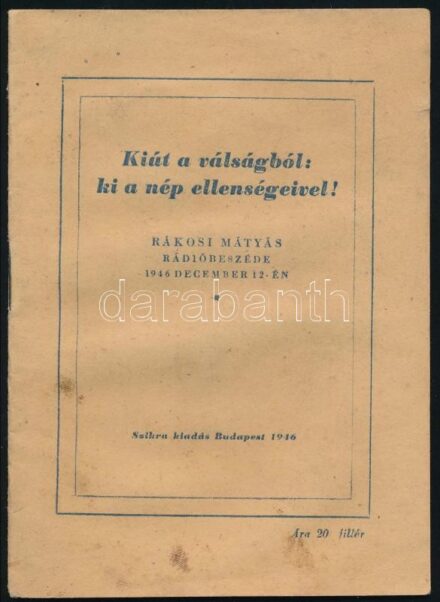 Kiút a válságból:
ki a nép ellenségeivel!
RÁKOSI MÁTYÁS
RÁDIÓBESZÉDE
1946 DECEMBER 12-ÉN
darabanth
Szikra kiadás Budapest 1946
Ára 20 fillér